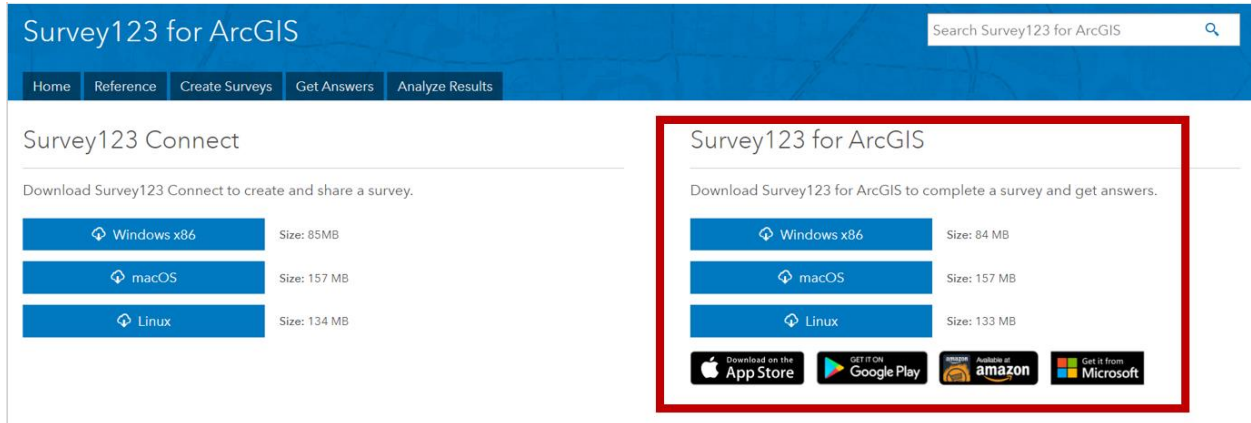 Survey123 for ArcGIS
Search Survey123 for ArcGIS
Home Reference Create Surveys Get Answers Analyze Results
Survey123 Connect
Download Survey123 Connect to create and share a survey.
Windows x86 Size: 85MB
macOS Size: 157 MB
Linux Size: 134 MB
Survey123 for ArcGIS
Download Survey123 for ArcGIS to complete a survey and get answers.
Windows x86 Size: 84 MB
macOS Size: 157 MB
Linux Size: 133 MB
Download on the
App Store
GET IT ON
Google Play
amazon
Available at
amazon
Get it from
Microsoft